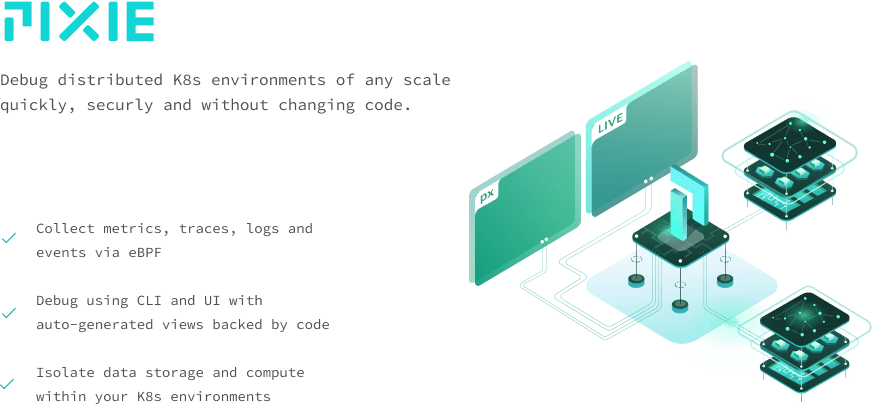 PIXIE
Debug distributed K8s environments of any scale
quickly, securly and without changing code.
LIVE
px
Collect metrics, traces, logs and
events via eBPF
Debug using CLI and UI with
auto-generated views backed by code
Isolate data storage and compute
within your K8s environments